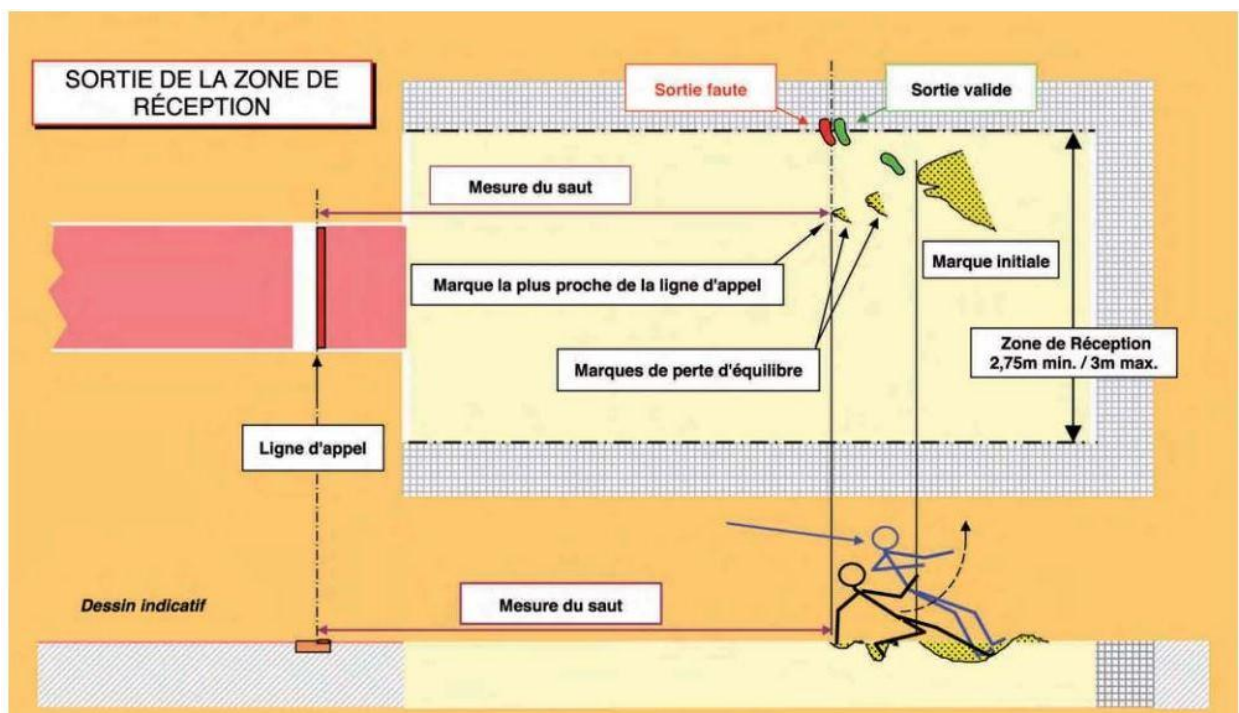 SORTIE DE LA ZONE DE
RÉCEPTION
Sortie faute
Sortie valide
Mesure du saut
Marque la plus proche de la ligne d'appel
Marque initiale
Marques de perte d'équilibre
Zone de Réception
2,75m min. / 3m max.
Ligne d'appel
Dessin indicatif
Mesure du saut